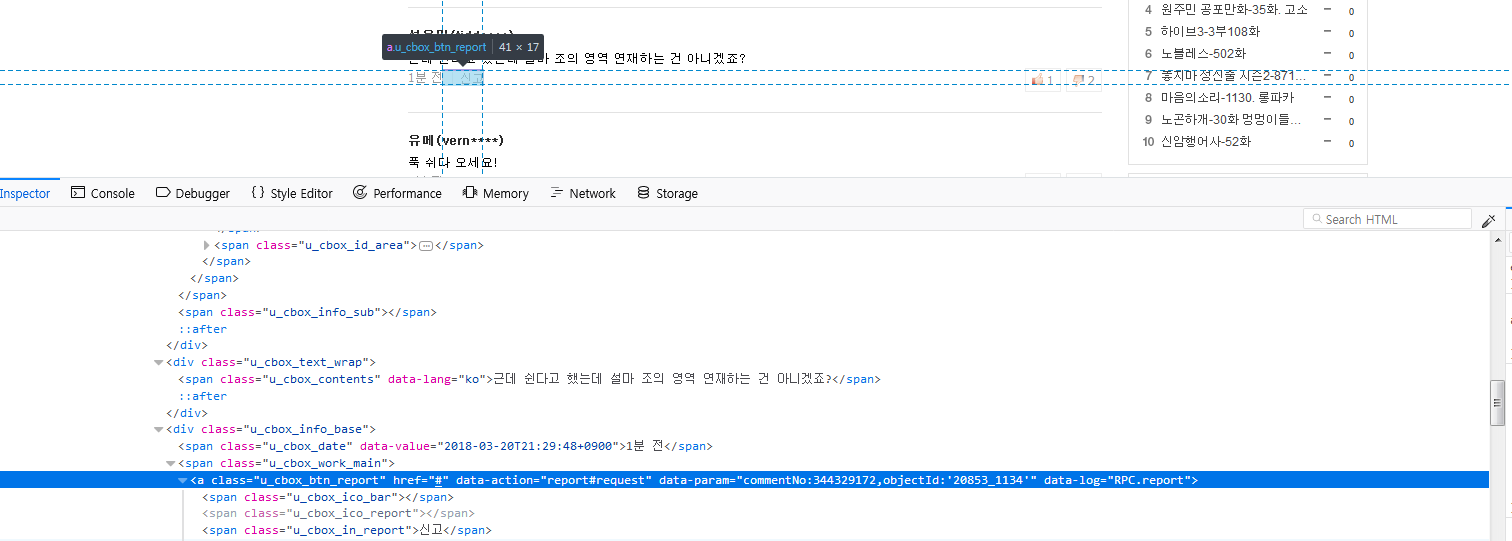 4 원주민 공포만화-35화. 고소 0
5 하이브3-3부108화 0
6 노블레스-502화 0
7 놓지마 정신줄 시즌2-871... 0
8 마음의소리-1130. 롱파카 0
9 노곤하개-30화 멍멍이들... 0
10 신암행어사-52화 0
a.u_cbox_btn_report 41 × 17
조의 영역 연재하는 건 아니겠죠?
1분 전 신고 1 2
유메(vern****)
푹 쉬다 오세요!
Inspector Console Debugger {} Style Editor Performance Memory Network Storage
Search HTML
<span class="u_cbox_id_area"></span>
</span>
</span>
</span>
<span class="u_cbox_info_sub"></span>
::after
</div>
<div class="u_cbox_text_wrap">
<span class="u_cbox_contents" data-lang="ko">근데 쉰다고 했는데 설마 조의 영역 연재하는 건 아니겠죠?</span>
::after
</div>
<div class="u_cbox_info_base">
<span class="u_cbox_date" data-value="2018-03-20T21:29:48+0900">1분 전</span>
<span class="u_cbox_work_main">
<a class="u_cbox_btn_report" href="#" data-action="report#request" data-param="commentNo:344329172,objectId:'20853_1134'" data-log="RPC.report">
<span class="u_cbox_ico_bar"></span>
<span class="u_cbox_ico_report"></span>
<span class="u_cbox_in_report">신고</span>